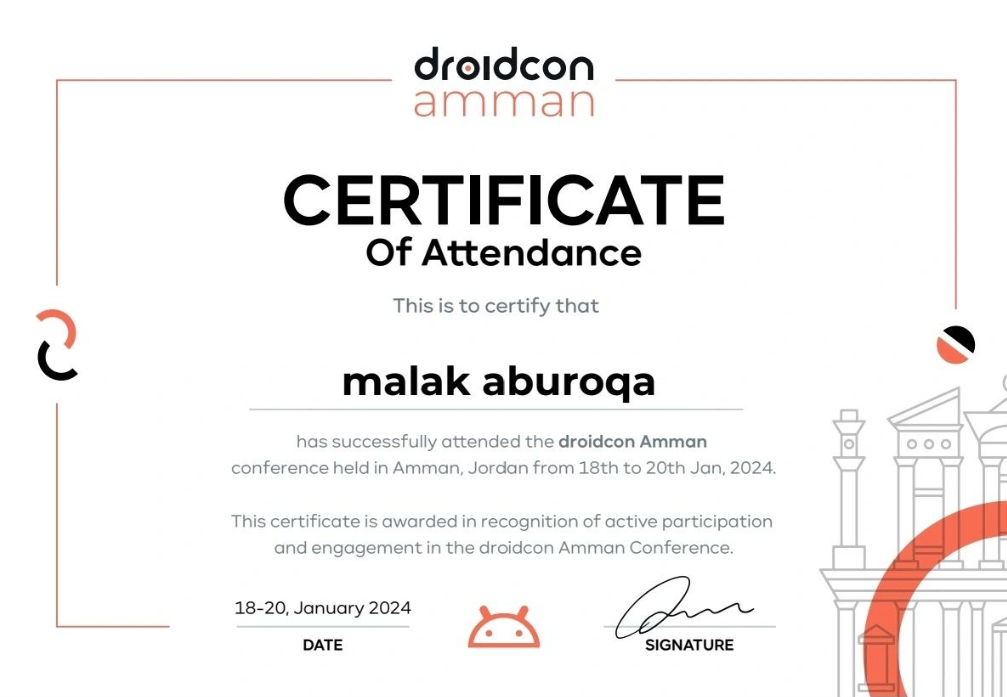 droidcon
amman
CERTIFICATE
Of Attendance
This is to certify that
malak aburoqa
has successfully attended the droidcon Amman
conference held in Amman, Jordan from 18th to 20th Jan, 2024.
This certificate is awarded in recognition of active participation
and engagement in the droidcon Amman Conference.
18-20, January 2024
DATE
SIGNATURE